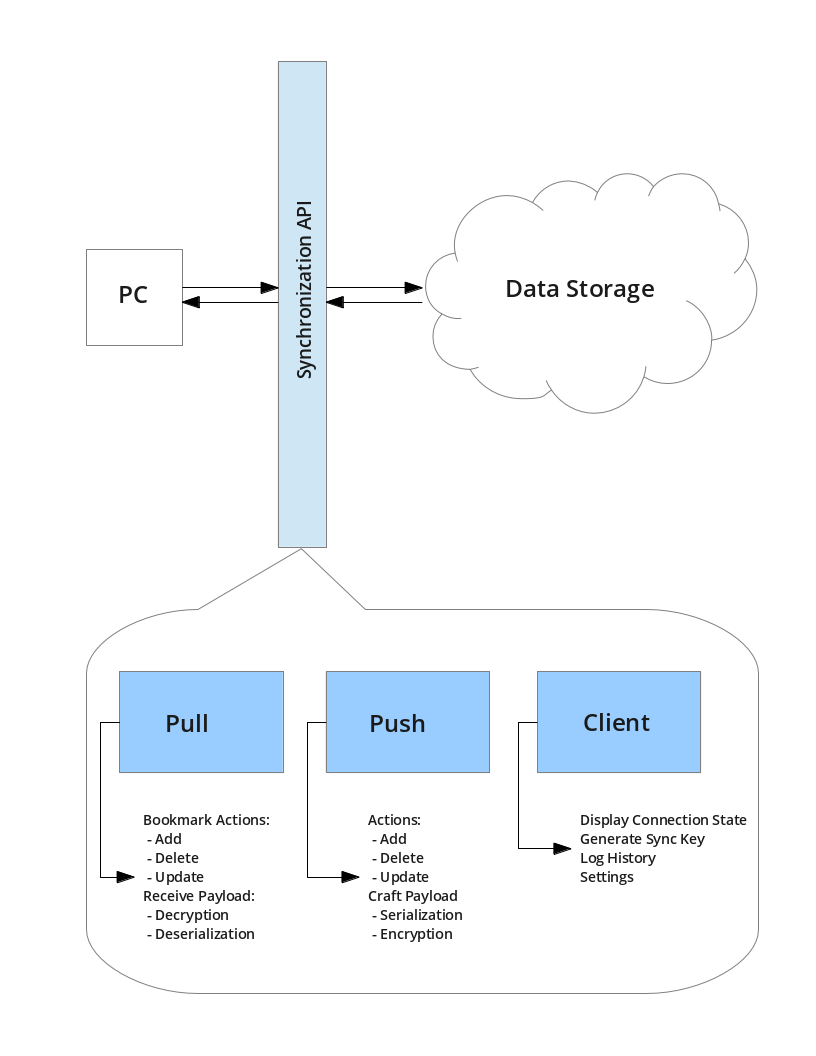 Synchronization API
PC
Data Storage
Pull
Push
Client
Bookmark Actions:
- Add
- Delete
- Update
Receive Payload:
- Decryption
- Deserialization
Actions:
- Add
- Delete
- Update
Craft Payload
- Serialization
- Encryption
Display Connection State
Generate Sync Key
Log History
Settings